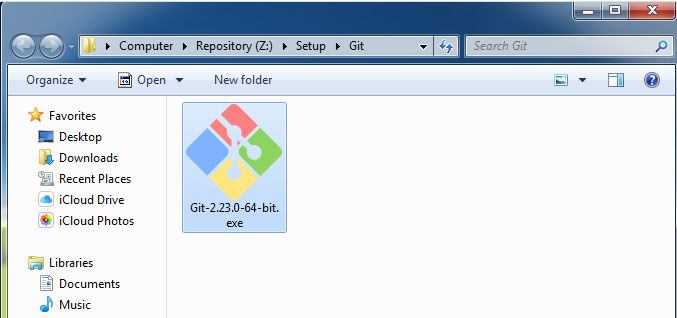 Computer Repository (Z:) Setup Git Search Git
Organize Open New folder
Favorites
Desktop
Downloads
Recent Places
iCloud Drive
iCloud Photos
Libraries
Documents
Music
Git-2.23.0-64-bit.
exe